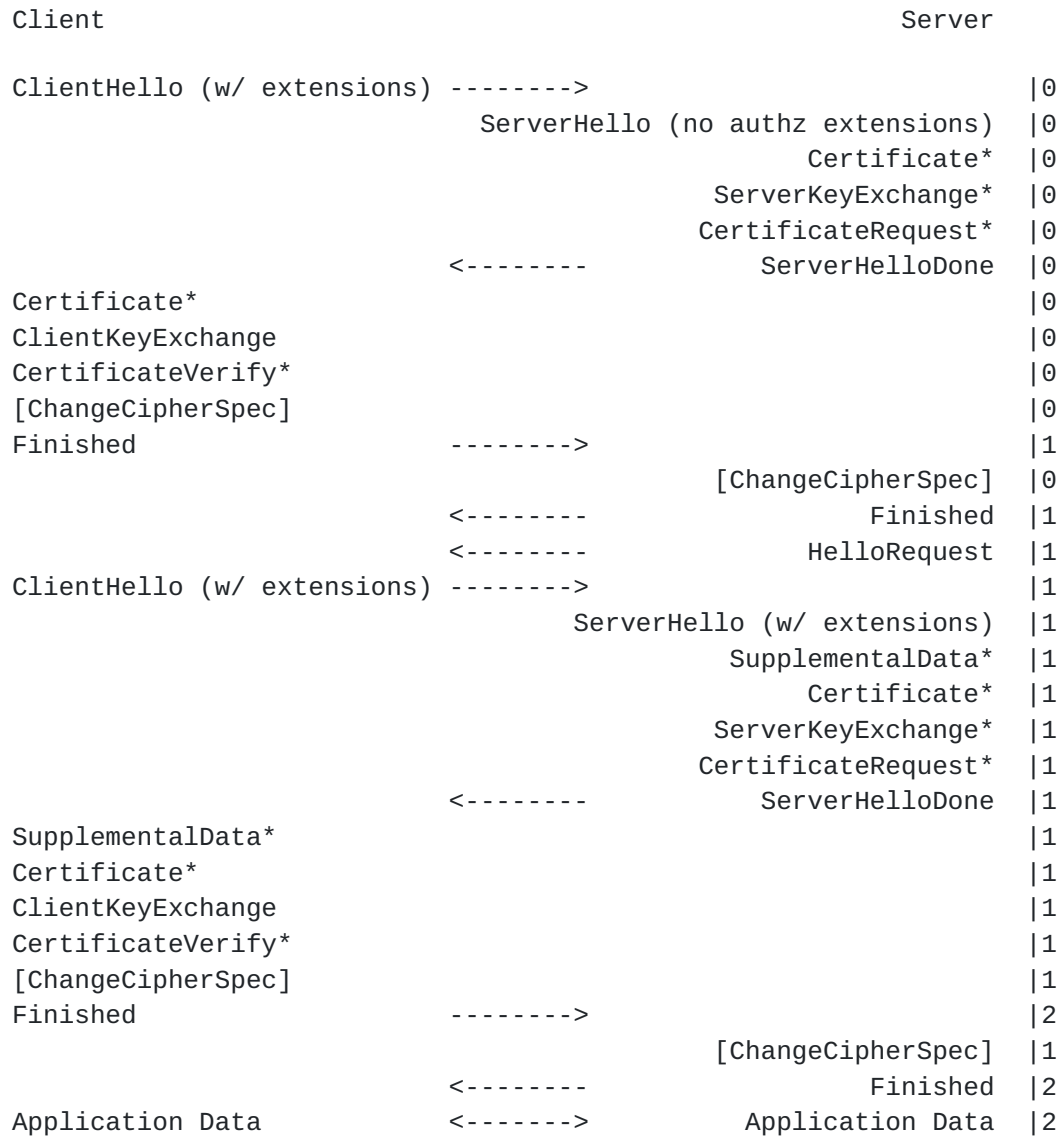 Client                                                   Server

ClientHello (w/ extensions) -------->                            |0
                              ServerHello (no authz extensions)  |0
                                                   Certificate*  |0
                                             ServerKeyExchange*  |0
                                            CertificateRequest*  |0
                            <--------           ServerHelloDone  |0
Certificate*                                                     |0
ClientKeyExchange                                                |0
CertificateVerify*                                               |0
[ChangeCipherSpec]                                               |0
Finished                    -------->                            |1
                                             [ChangeCipherSpec]  |0
                            <--------                  Finished  |1
                            <--------              HelloRequest  |1
ClientHello (w/ extensions) -------->                            |1
                                    ServerHello (w/ extensions)  |1
                                              SupplementalData*  |1
                                                   Certificate*  |1
                                             ServerKeyExchange*  |1
                                            CertificateRequest*  |1
                            <--------           ServerHelloDone  |1
SupplementalData*                                                |1
Certificate*                                                     |1
ClientKeyExchange                                                |1
CertificateVerify*                                               |1
[ChangeCipherSpec]                                               |1
Finished                    -------->                            |2
                                             [ChangeCipherSpec]  |1
                            <--------                  Finished  |2
Application Data            <------->          Application Data  |2